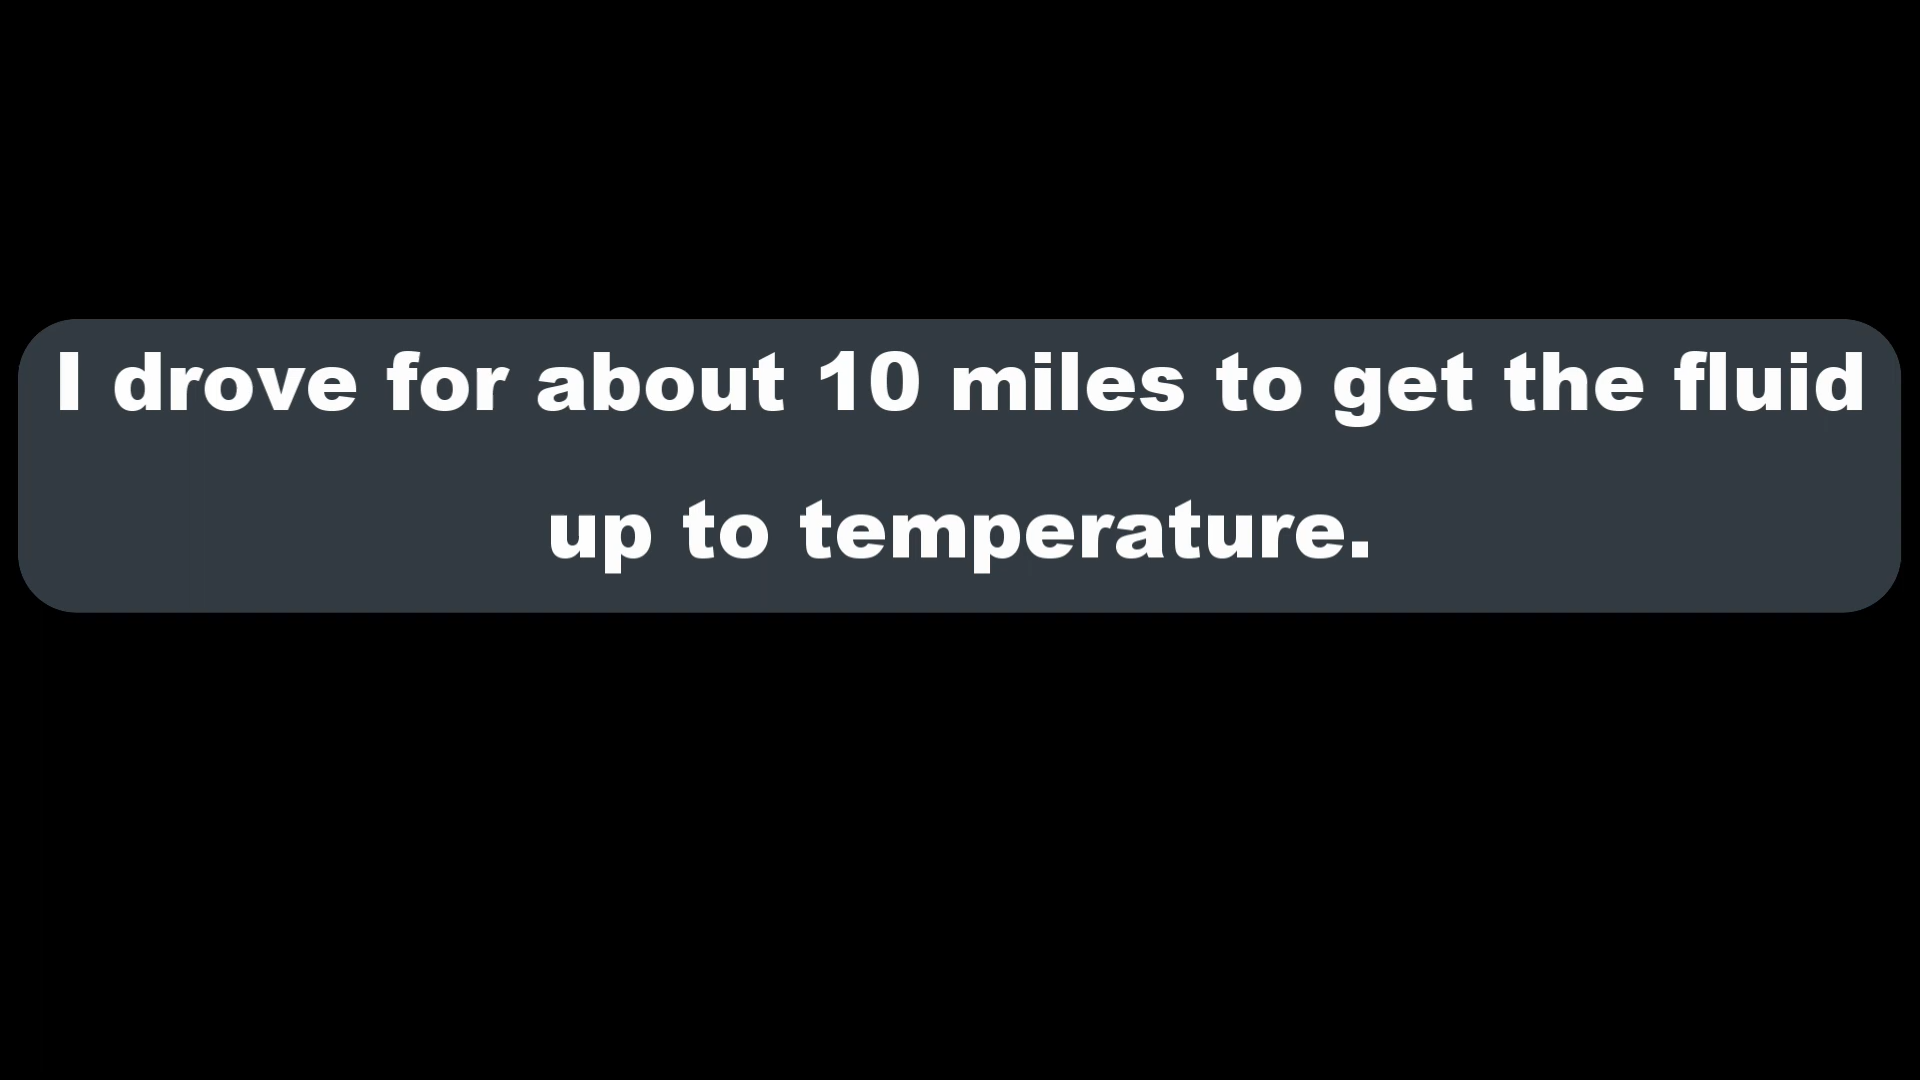 I drove for about 10 miles to get the fluid
up to temperature.